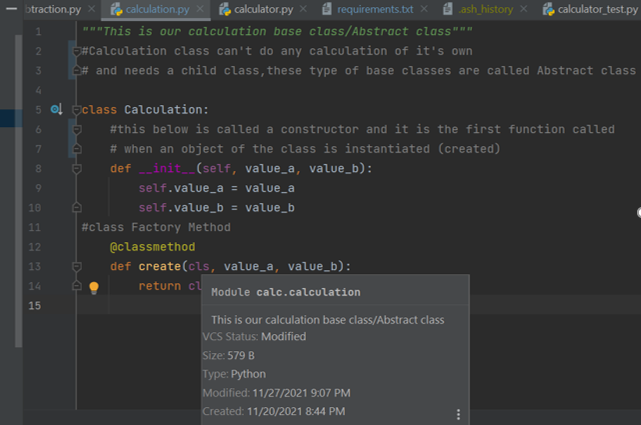 btraction.py calculation.py calculator.py requirements.txt .ash_history calculator_test.py
1 """This is our calculation base class/Abstract class"""
2 #Calculation class can't do any calculation of it's own
3 # and needs a child class,these type of base classes are called Abstract class
4
5 class Calculation:
6 #this below is called a constructor and it is the first function called
7 # when an object of the class is instantiated (created)
8 def __init__(self, value_a, value_b):
9 self.value_a = value_a
10 self.value_b = value_b
11 #class Factory Method
12 @classmethod
13 def create(cls, value_a, value_b):
14 return cl
15
Module calc.calculation
This is our calculation base class/Abstract class
VCS Status: Modified
Size: 579 B
Type: Python
Modified: 11/27/2021 9:07 PM
Created: 11/20/2021 8:44 PM